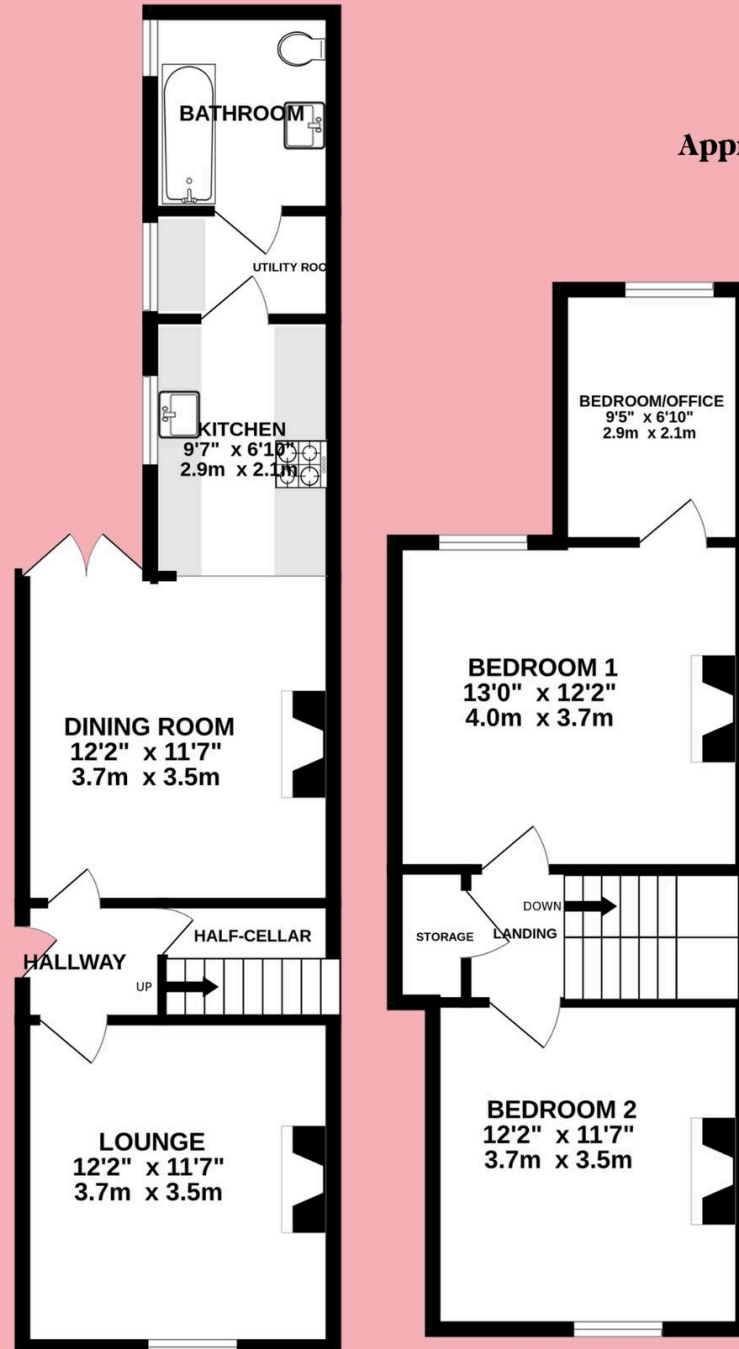 BATHROOM
UTILITY ROO
KITCHEN
9'7" x 6'10"
2.9m x 2.1m
DINING ROOM
12'2" x 11'7"
3.7m x 3.5m
HALF-CELLAR
HALLWAY
UP
LOUNGE
12'2" x 11'7"
3.7m x 3.5m
Appr
BEDROOM/OFFICE
9'5" x 6'10"
2.9m x 2.1m
BEDROOM 1
13'0" x 12'2"
4.0m x 3.7m
DOWN
STORAGE
LANDING
BEDROOM 2
12'2" x 11'7"
3.7m x 3.5m